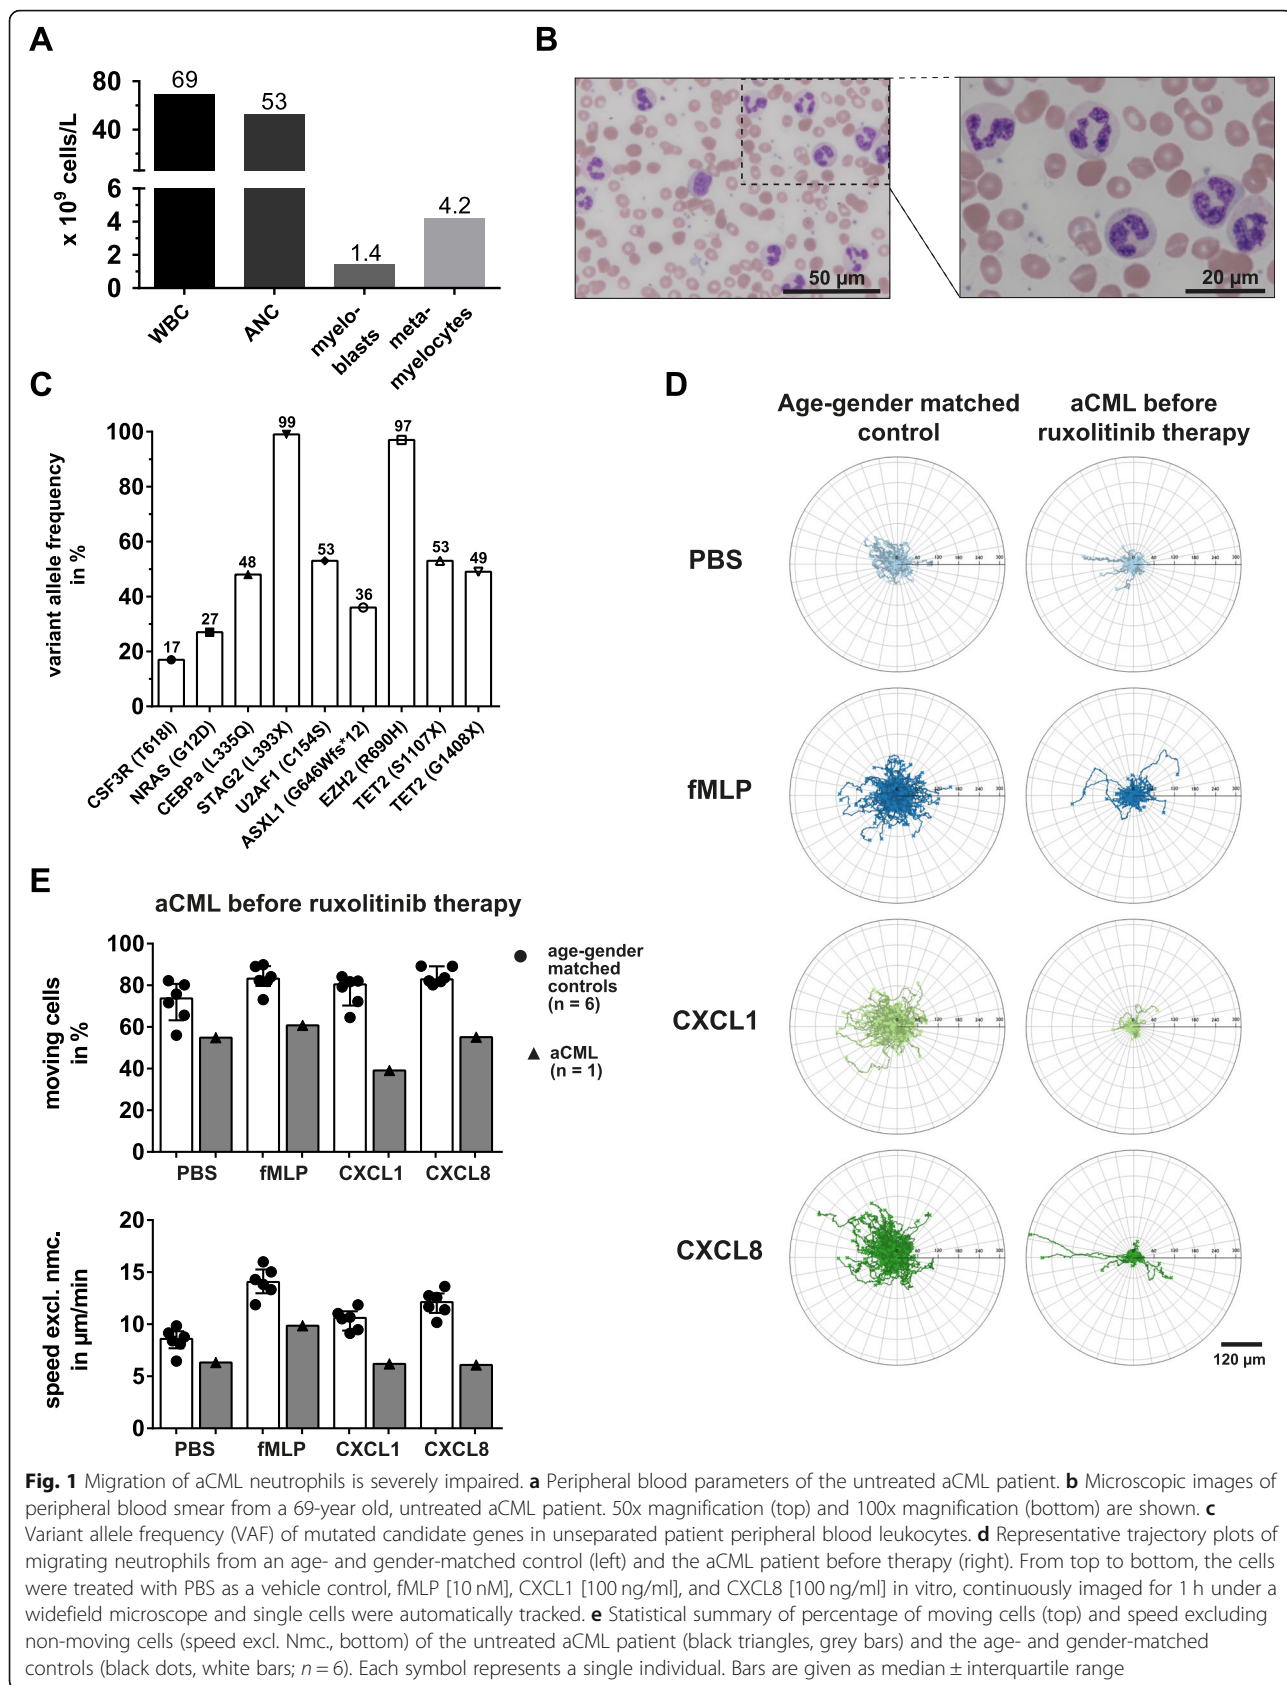 A
80
40
6
4
2
0
x 10⁹ cells/L
69
53
1.4
4.2
WBC
ANC
myelo-
blasts
meta-
myelocytes
B
50 µm
20 µm
C
variant allele frequency
in %
100
80
60
40
20
0
17
27
48
99
53
36
97
53
49
CSF3R (T618I)
NRAS (G12D)
CEBPa (L335Q)
STAG2 (L393X)
U2AF1 (C154S)
ASXL1 (G646Wfs*12)
EZH2 (R690H)
TET2 (S1107X)
TET2 (G1408X)
D
Age-gender matched
control
aCML before
ruxolitinib therapy
PBS
fMLP
CXCL1
CXCL8
120 µm
E
aCML before ruxolitinib therapy
moving cells
in %
100
80
60
40
20
0
PBS fMLP CXCL1 CXCL8
age-gender
matched
controls
(n = 6)
aCML
(n = 1)
speed excl. nmc.
in µm/min
20
15
10
5
0
PBS fMLP CXCL1 CXCL8
Fig. 1 Migration of aCML neutrophils is severely impaired. a Peripheral blood parameters of the untreated aCML patient. b Microscopic images of
peripheral blood smear from a 69-year old, untreated aCML patient. 50x magnification (top) and 100x magnification (bottom) are shown. c
Variant allele frequency (VAF) of mutated candidate genes in unseparated patient peripheral blood leukocytes. d Representative trajectory plots of
migrating neutrophils from an age- and gender-matched control (left) and the aCML patient before therapy (right). From top to bottom, the cells
were treated with PBS as a vehicle control, fMLP [10 nM], CXCL1 [100 ng/ml], and CXCL8 [100 ng/ml] in vitro, continuously imaged for 1 h under a
widefield microscope and single cells were automatically tracked. e Statistical summary of percentage of moving cells (top) and speed excluding
non-moving cells (speed excl. Nmc., bottom) of the untreated aCML patient (black triangles, grey bars) and the age- and gender-matched
controls (black dots, white bars; n = 6). Each symbol represents a single individual. Bars are given as median ± interquartile range